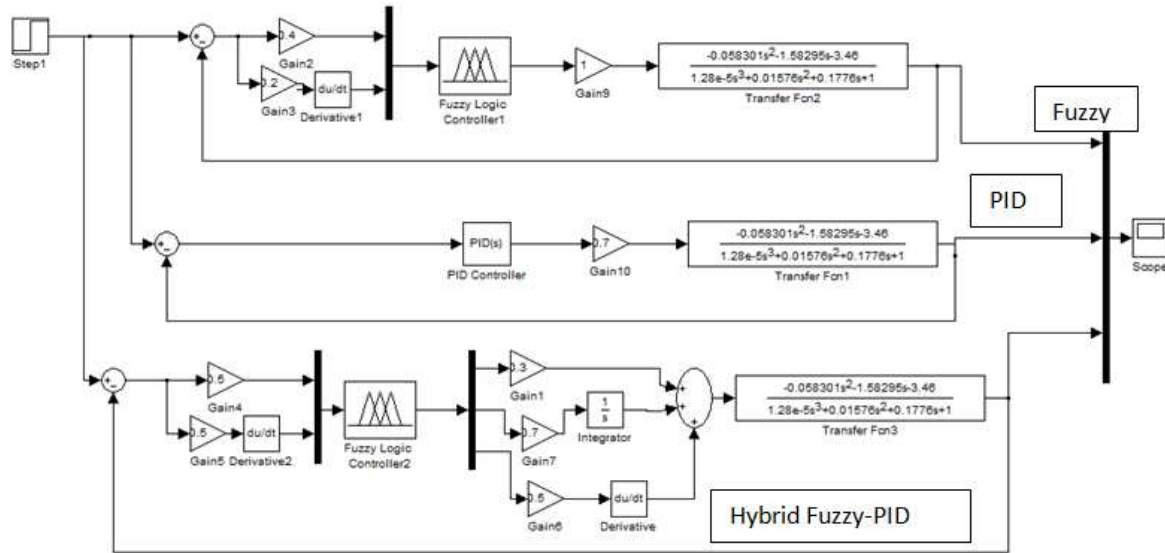 Step1
0.4
Gain2
0.2
Gain3
du/dt
Derivative1
Fuzzy Logic
Controller1
1
Gain9
-0.058301s²-1.58295s-3.46
1.28e-5s³+0.01576s²+0.1776s+1
Transfer Fcn2
Fuzzy
PID(s)
PID Controller
0.7
Gain10
-0.058301s²-1.58295s-3.46
1.28e-5s³+0.01576s²+0.1776s+1
Transfer Fcn1
PID
Scope
0.5
Gain4
0.5
Gain5
du/dt
Derivative2
Fuzzy Logic
Controller2
0.3
Gain1
0.7
Gain7
1
s
Integrator
0.5
Gain6
du/dt
Derivative
-0.058301s²-1.58295s-3.46
1.28e-5s³+0.01576s²+0.1776s+1
Transfer Fcn3
Hybrid Fuzzy-PID